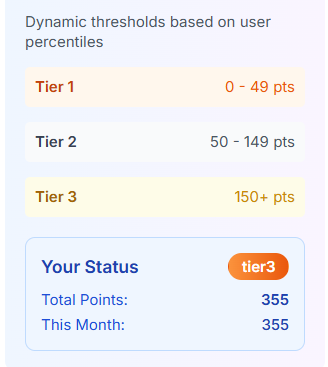 Dynamic thresholds based on user
percentiles
Tier 1 0 - 49 pts
Tier 2 50 - 149 pts
Tier 3 150+ pts
Your Status tier3
Total Points: 355
This Month: 355